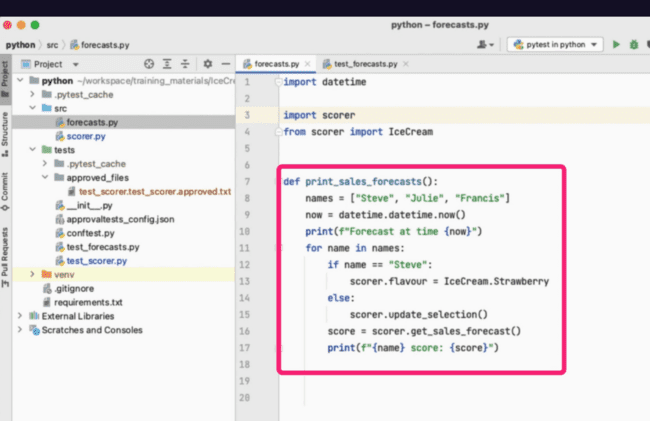 python – forecasts.py
python › src › forecasts.py
pytest in python
Project
forecasts.py
test_forecasts.py
Project
Structure
Commit
Pull Requests
python ~/workspace/training_materials/IceCre
.pytest_cache
src
forecasts.py
scorer.py
tests
.pytest_cache
approved_files
test_scorer.test_scorer.approved.txt
__init__.py
approvaltests_config.json
conftest.py
test_forecasts.py
test_scorer.py
venv
.gitignore
requirements.txt
External Libraries
Scratches and Consoles
1 import datetime
2
3 import scorer
4 from scorer import IceCream
5
6
7 def print_sales_forecasts():
8 names = ["Steve", "Julie", "Francis"]
9 now = datetime.datetime.now()
10 print(f"Forecast at time {now}")
11 for name in names:
12 if name == "Steve":
13 scorer.flavour = IceCream.Strawberry
14 else:
15 scorer.update_selection()
16 score = scorer.get_sales_forecast()
17 print(f"{name} score: {score}")
18
19
20